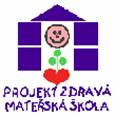 PROJEKT ZDRAVÁ
MATEŘSKÁ ŠKOLA